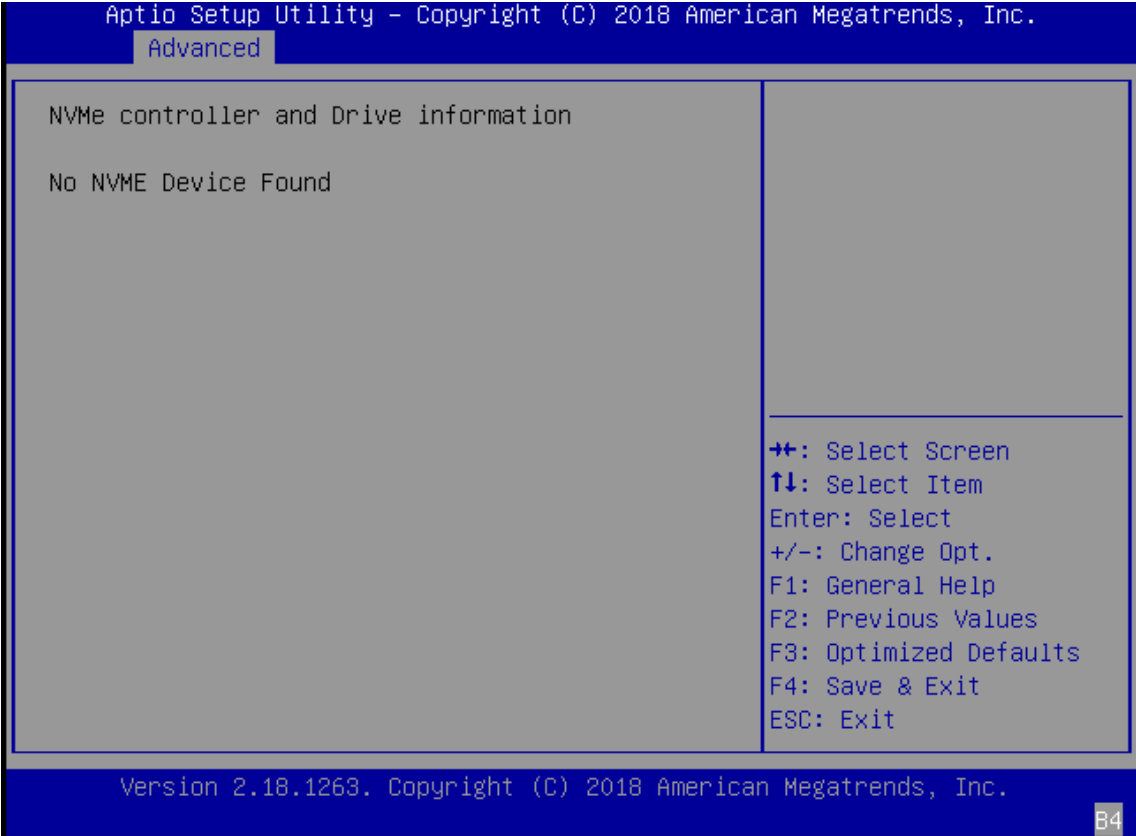 Aptio Setup Utility – Copyright (C) 2018 American Megatrends, Inc.
Advanced
NVMe controller and Drive information
No NVME Device Found
→←: Select Screen
↑↓: Select Item
Enter: Select
+/-: Change Opt.
F1: General Help
F2: Previous Values
F3: Optimized Defaults
F4: Save & Exit
ESC: Exit
Version 2.18.1263. Copyright (C) 2018 American Megatrends, Inc.
B4